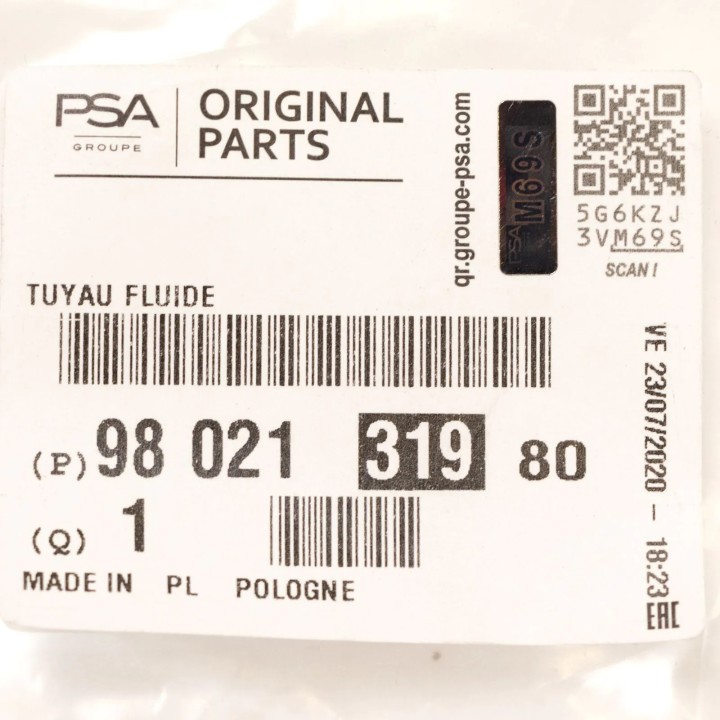 PSA
GROUPE
ORIGINAL
PARTS
qr.groupe-psa.com
PSA M69S
5G6KZJ
3VM69S
SCAN!
TUYAU FLUIDE
(P) 98 021 319 80
(Q) 1
MADE IN PL POLOGNE
VE 23/07/2020 - 18:23
EAC